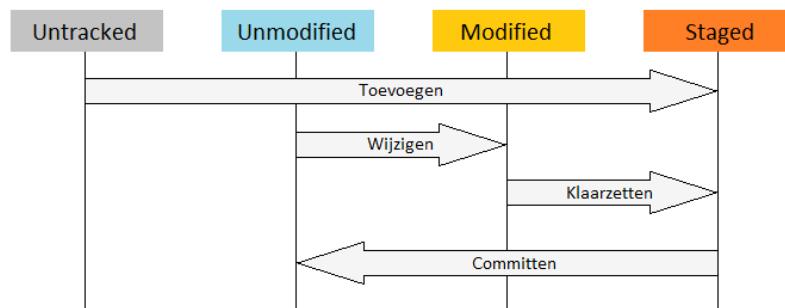 Untracked
Unmodified
Modified
Staged
Toevoegen
Wijzigen
Klaarzetten
Committen